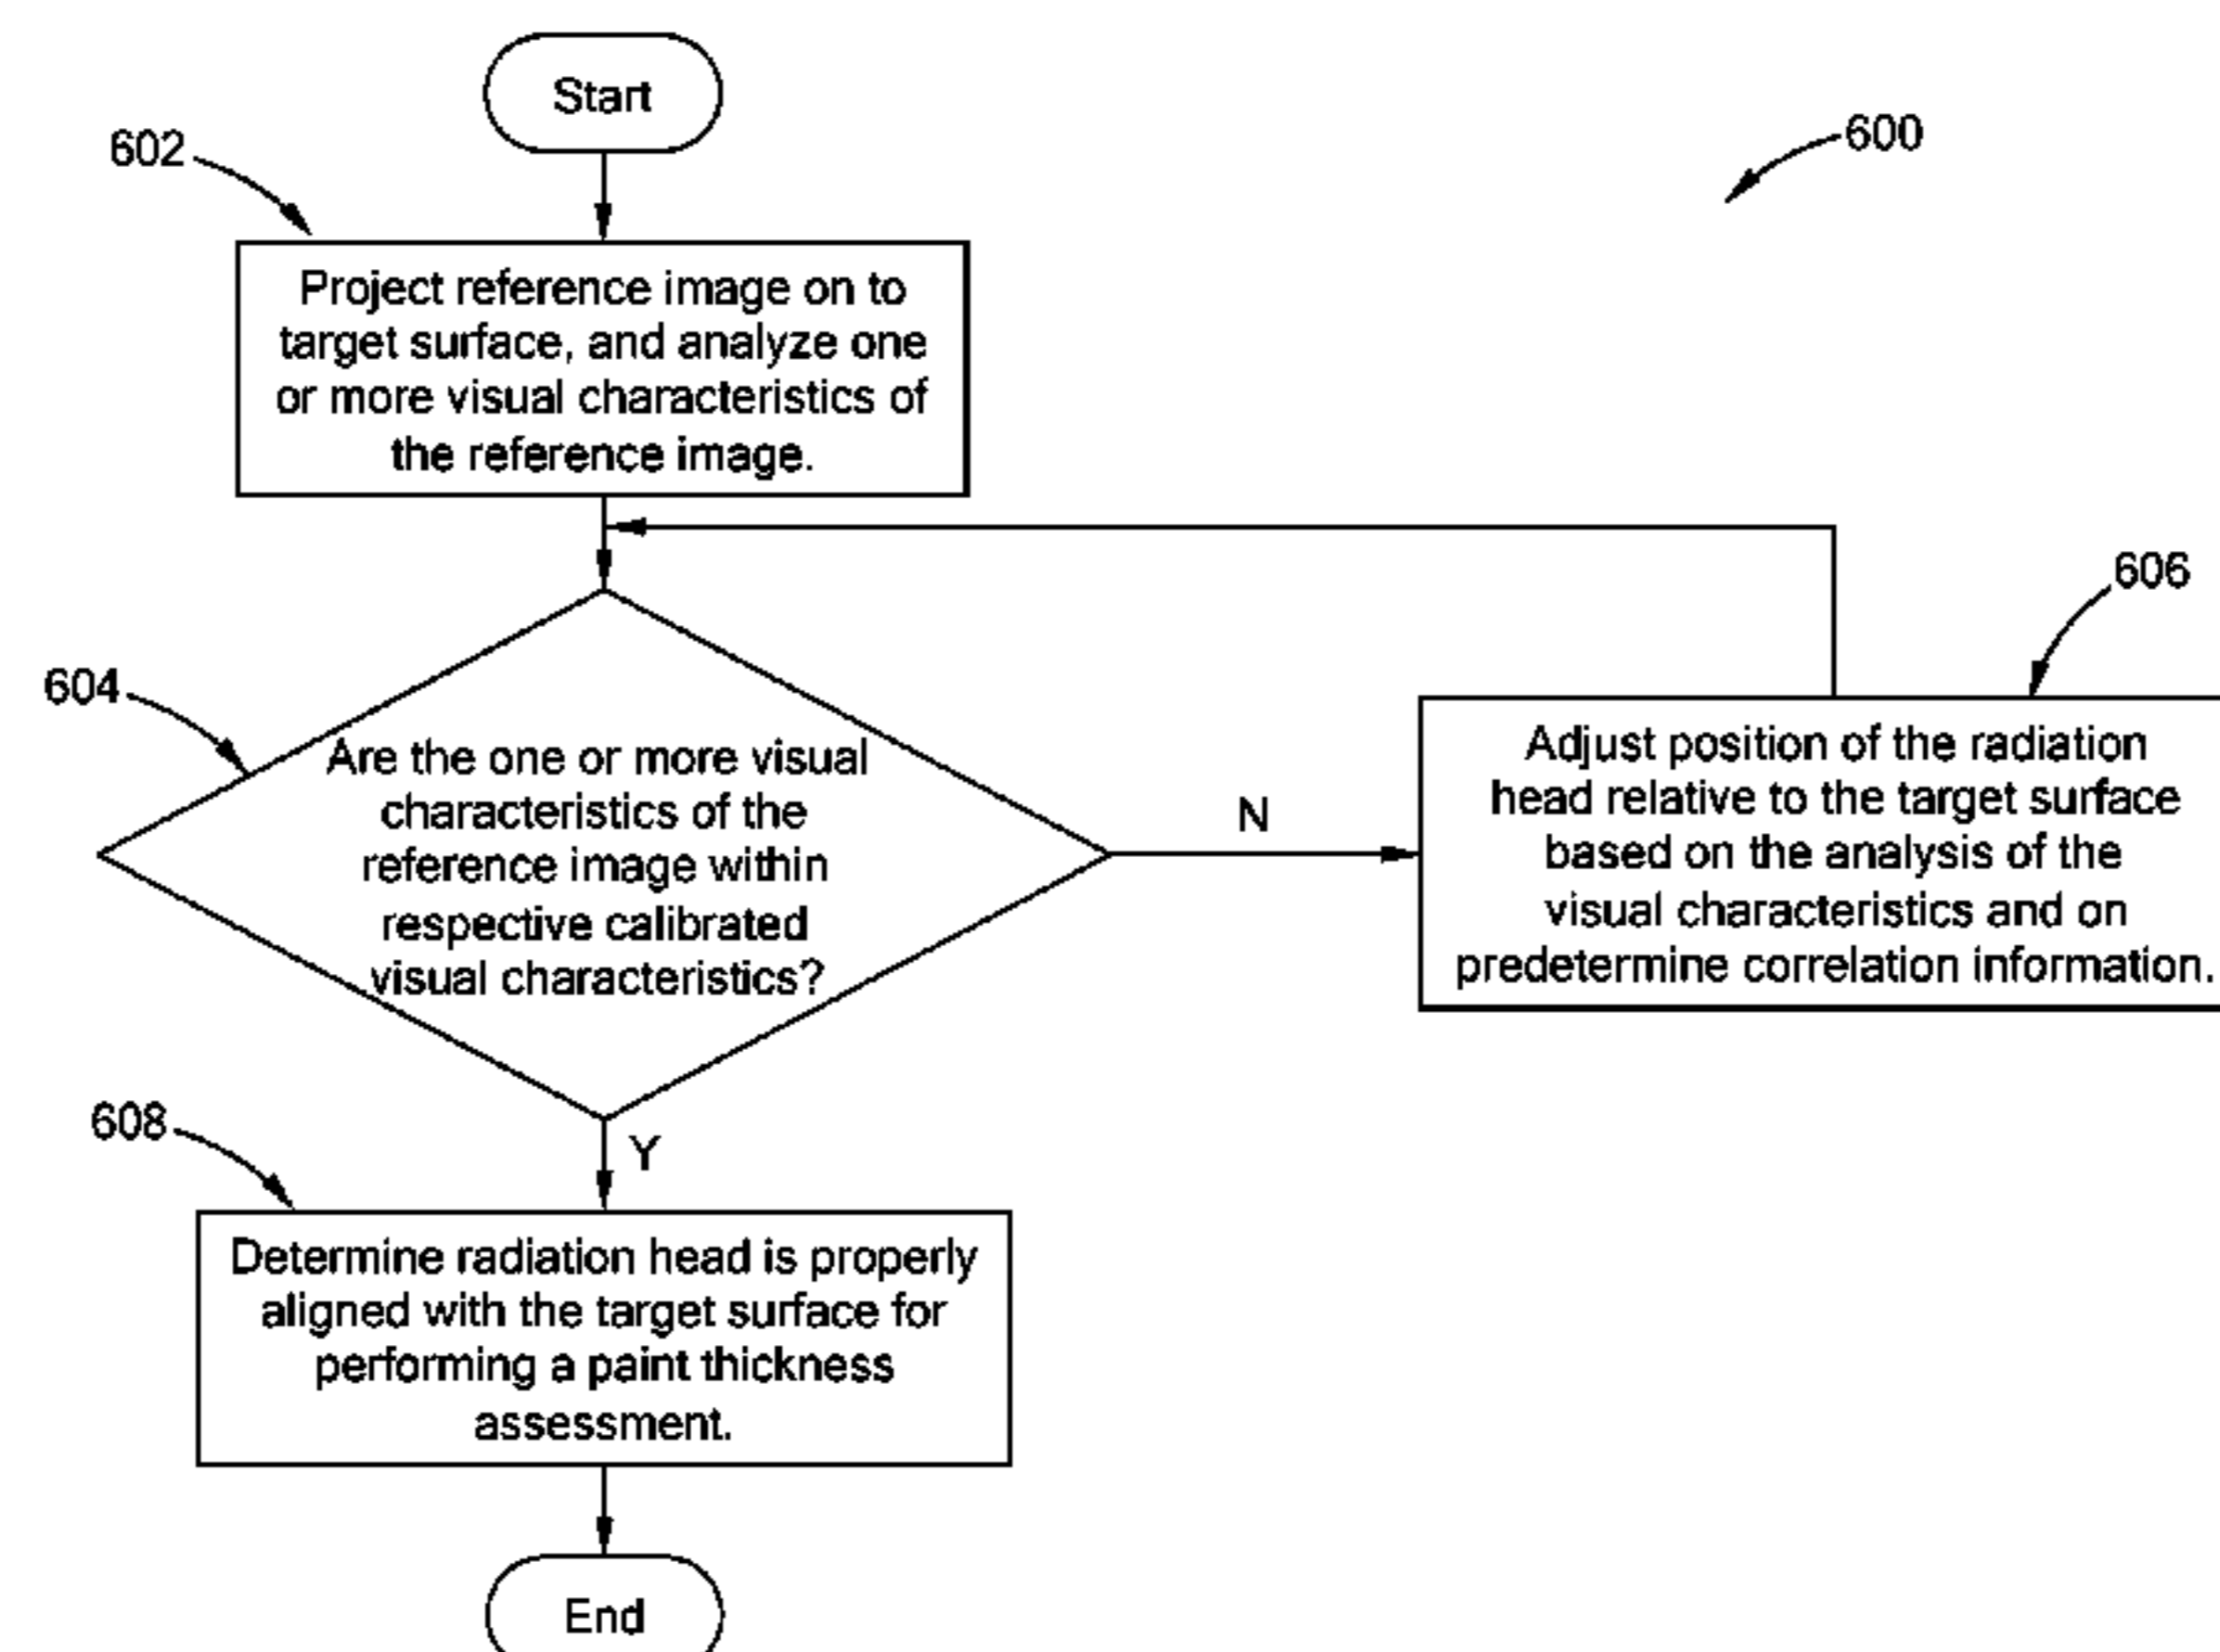 Start
602
600
Project reference image on to
target surface, and analyze one
or more visual characteristics of
the reference image.
604
Are the one or more visual
characteristics of the
reference image within
respective calibrated
visual characteristics?
N
606
Adjust position of the radiation
head relative to the target surface
based on the analysis of the
visual characteristics and on
predetermine correlation information.
Y
608
Determine radiation head is properly
aligned with the target surface for
performing a paint thickness
assessment.
End